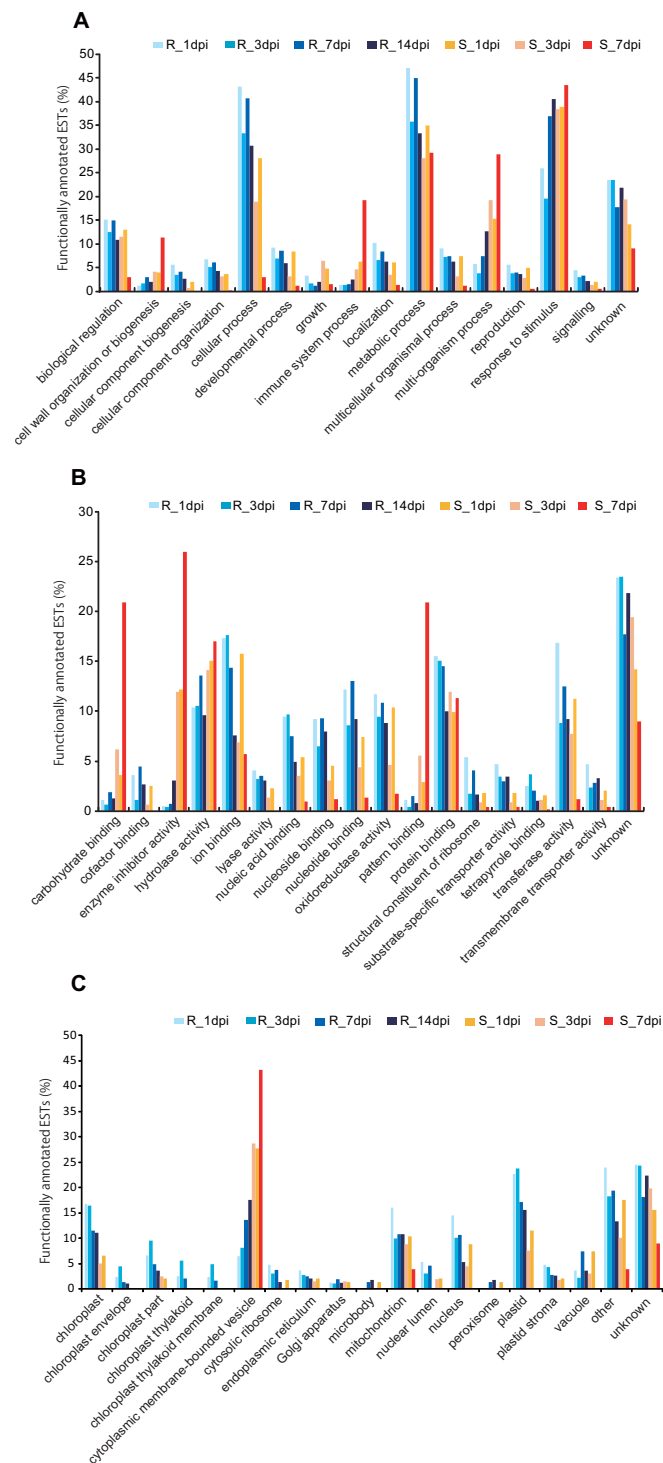 A
R_1dpi R_3dpi R_7dpi R_14dpi S_1dpi S_3dpi S_7dpi
Functionally annotated ESTs (%)
50
45
40
35
30
25
20
15
10
5
0
biological regulation
cell wall organization or biogenesis
cellular component biogenesis
cellular component organization
cellular process
developmental process
growth
immune system process
localization
metabolic process
multicellular organismal process
multi-organism process
reproduction
response to stimulus
signalling
unknown
B
R_1dpi R_3dpi R_7dpi R_14dpi S_1dpi S_3dpi S_7dpi
Functionally annotated ESTs (%)
30
25
20
15
10
5
0
carbohydrate binding
cofactor binding
enzyme inhibitor activity
hydrolase activity
ion binding
lyase activity
nucleic acid binding
nucleoside binding
nucleotide binding
oxidoreductase activity
pattern binding
protein binding
structural constituent of ribosome
substrate-specific transporter activity
tetrapyrrole binding
transferase activity
transmembrane transporter activity
unknown
C
R_1dpi R_3dpi R_7dpi R_14dpi S_1dpi S_3dpi S_7dpi
Functionally annotated ESTs (%)
50
45
40
35
30
25
20
15
10
5
0
chloroplast
chloroplast envelope
chloroplast part
chloroplast thylakoid
chloroplast thylakoid membrane
cytoplasmic membrane-bounded vesicle
cytosolic ribosome
endoplasmic reticulum
Golgi apparatus
microbody
mitochondrion
nuclear lumen
nucleus
peroxisome
plastid
plastid stroma
vacuole
other
unknown